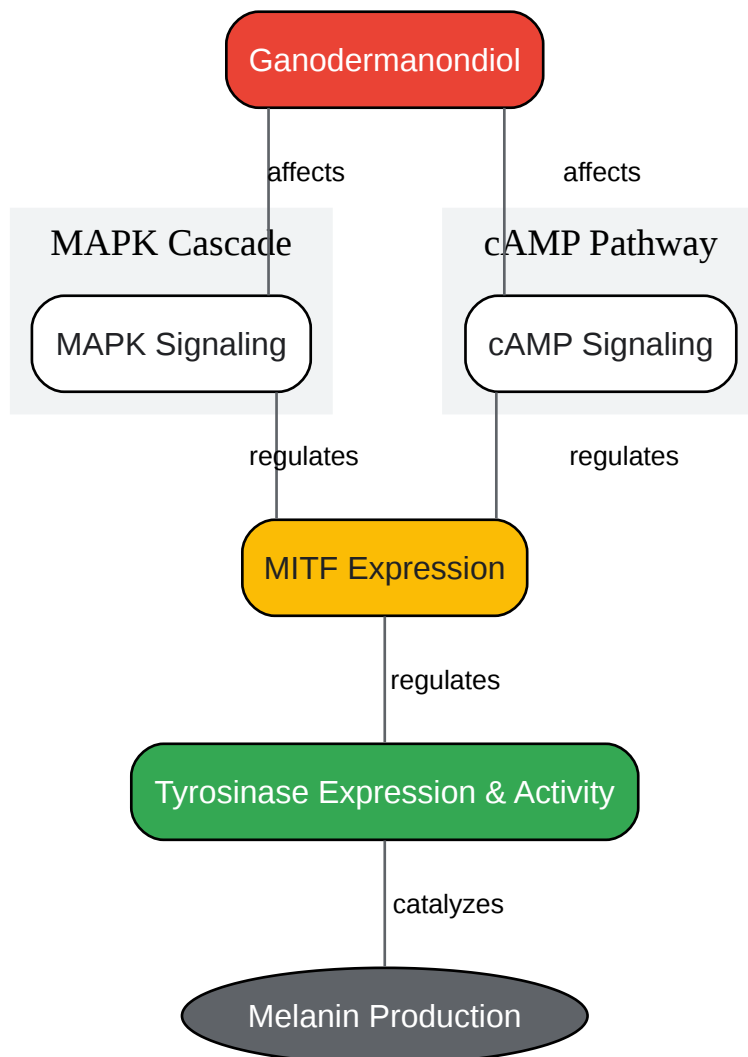 Ganodermanondiol
affects
affects
MAPK Cascade
cAMP Pathway
MAPK Signaling
cAMP Signaling
regulates
regulates
MITF Expression
regulates
Tyrosinase Expression & Activity
catalyzes
Melanin Production